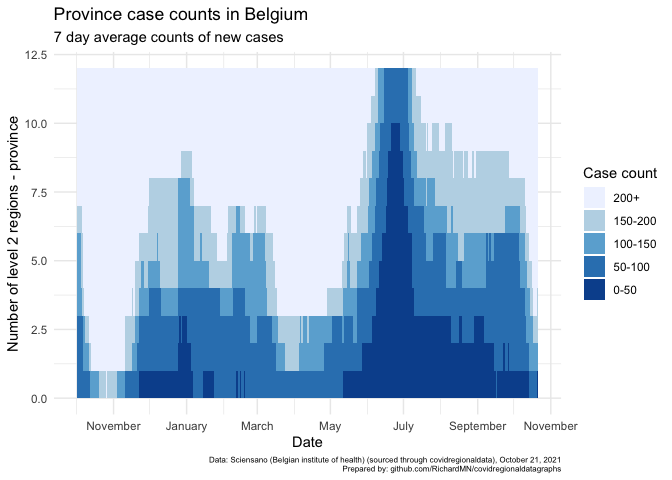 Province case counts in Belgium
7 day average counts of new cases
12.5
10.0
7.5
5.0
2.5
0.0
Number of level 2 regions - province
November
January
March
May
July
September
November
Date
Case count
200+
150-200
100-150
50-100
0-50
Data: Sciensano (Belgian institute of health) (sourced through covidregionaldata), October 21, 2021
Prepared by: github.com/RichardMN/covidregionaldatagraphs